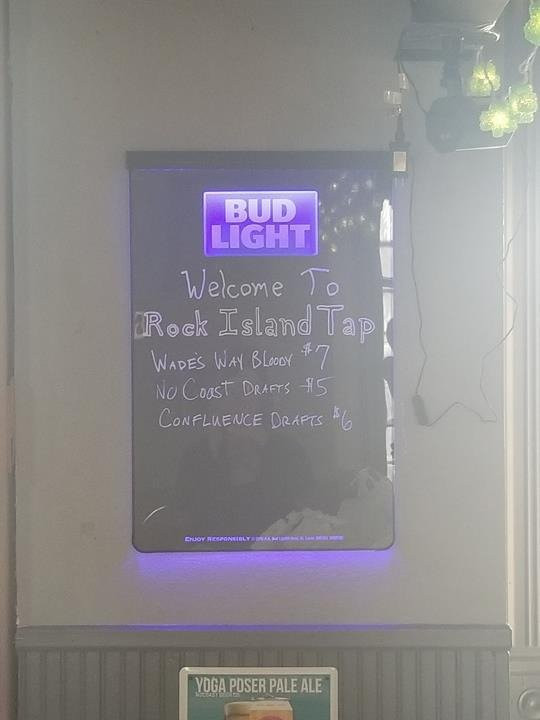 BUD
LIGHT
Welcome To
Rock Island Tap
WADE'S WAY BLOODY $7
NO COAST DRAFTS $5
CONFLUENCE DRAFTS $6
ENJOY RESPONSIBLY
YOGA POSER PALE ALE